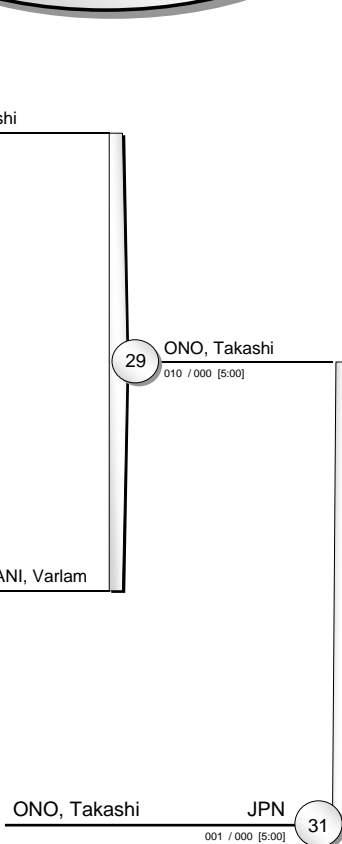 shi
29 ONO, Takashi
010 / 000 [5:00]
ANI, Varlam
ONO, Takashi JPN
31
001 / 000 [5:00]